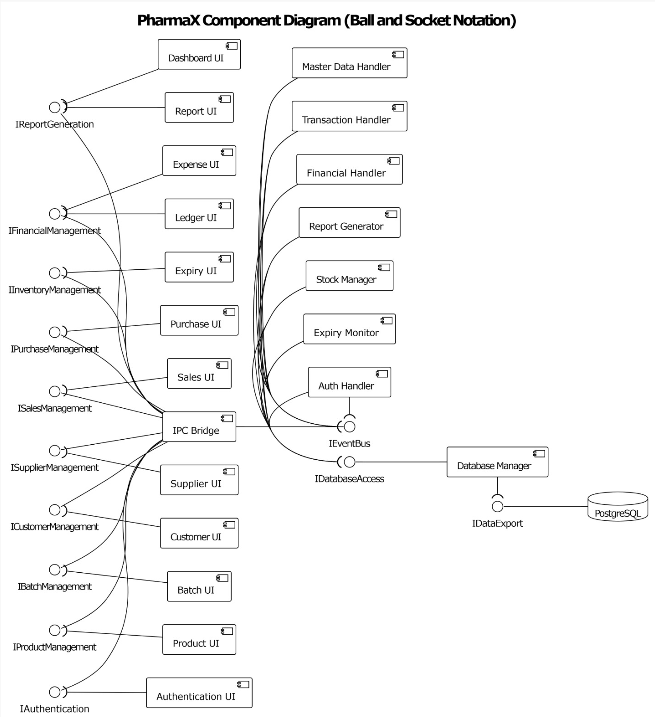 PharmaX Component Diagram (Ball and Socket Notation)
Dashboard UI
Master Data Handler
IReportGeneration
Report UI
Transaction Handler
Expense UI
Financial Handler
IFinancialManagement
Ledger UI
Report Generator
IInventoryManagement
Expiry UI
Stock Manager
IPurchaseManagement
Purchase UI
Expiry Monitor
ISalesManagement
Sales UI
Auth Handler
IPC Bridge
IEventBus
ISupplierManagement
Supplier UI
IDatabaseAccess
Database Manager
ICustomerManagement
Customer UI
IDataExport
PostgreSQL
IBatchManagement
Batch UI
IProductManagement
Product UI
IAuthentication
Authentication UI